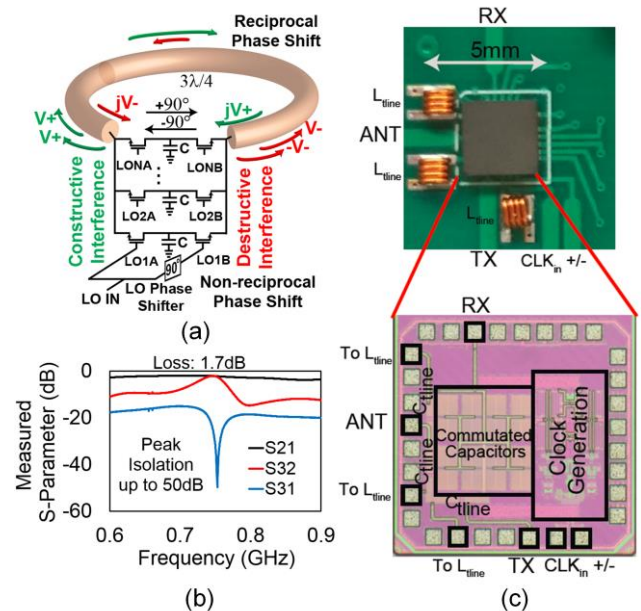 Reciprocal
Phase Shift
3λ/4
V+
V+
jV-
+90°
-90°
jV+
V-
-V-
LONA
C
LONB
LO2A
C
LO2B
LO1A
C
LO1B
Constructive
Interference
Destructive
Interference
LO IN
LO Phase
Shifter
90°
Non-reciprocal
Phase Shift
(a)
Loss: 1.7dB
Measured
S-Parameter (dB)
0
-20
-40
-60
Peak
Isolation
up to 50dB
S21
S32
S31
0.6
0.7
0.8
0.9
Frequency (GHz)
(b)
RX
5mm
Ltline
ANT
Ltline
Ltline
TX
CLKin +/-
RX
To Ltline
Ctline
ANT
Ctline
Commutated
Capacitors
Clock
Generation
To Ltline
Ctline
To Ltline
TX
CLKin +/-
(c)